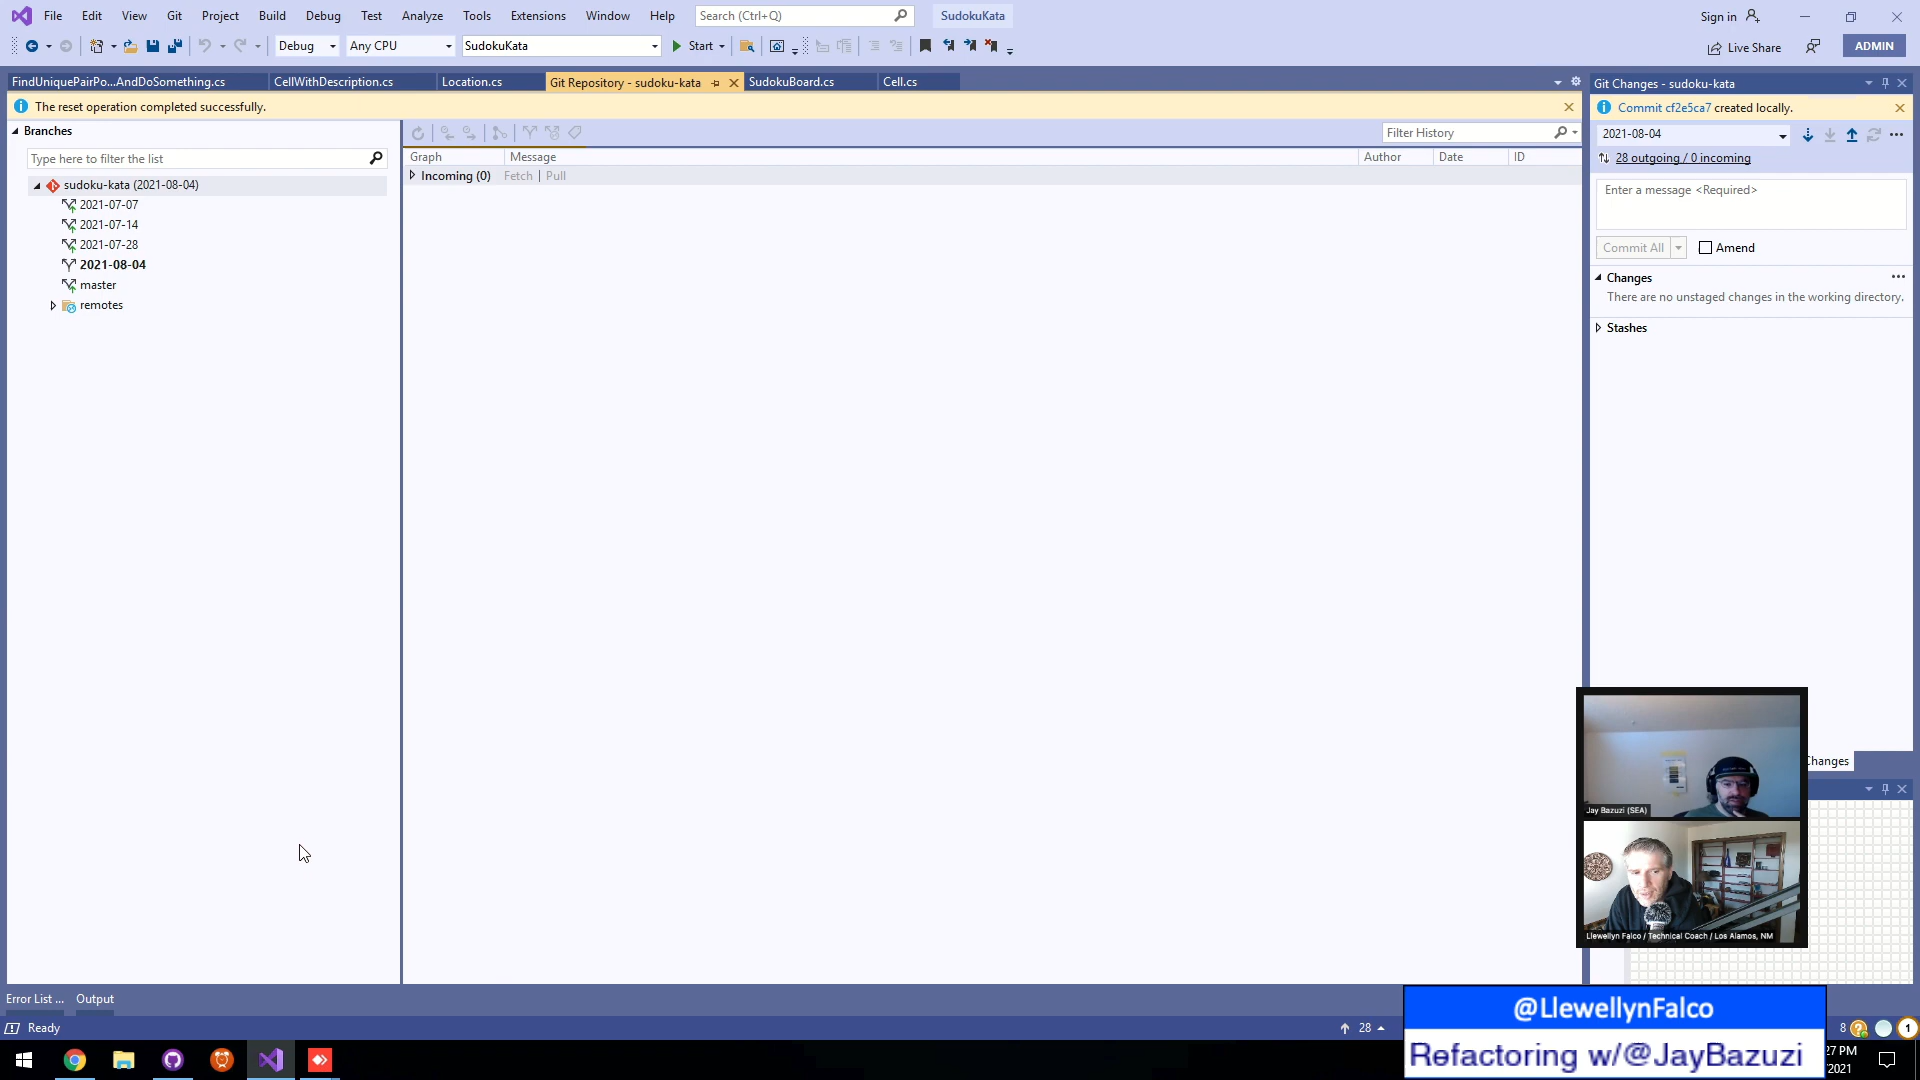 File Edit View Git Project Build Debug Test Analyze Tools Extensions Window Help Search (Ctrl+Q) SudokuKata Sign in
Debug Any CPU SudokuKata Start Live Share ADMIN
FindUniquePairPo...AndDoSomething.cs CellWithDescription.cs Location.cs Git Repository - sudoku-kata SudokuBoard.cs Cell.cs
The reset operation completed successfully.
Branches
Type here to filter the list
sudoku-kata (2021-08-04)
2021-07-07
2021-07-14
2021-07-28
2021-08-04
master
remotes
Filter History
Graph Message Author Date ID
Incoming (0) Fetch | Pull
Git Changes - sudoku-kata
Commit cf2e5ca7 created locally.
2021-08-04
28 outgoing / 0 incoming
Enter a message <Required>
Commit All Amend
Changes
There are no unstaged changes in the working directory.
Stashes
Changes
Jay Bazuzi (SEA)
Llewellyn Falco / Technical Coach / Los Alamos, NM
Error List ... Output
Ready 28 8 1
@LlewellynFalco
Refactoring w/@JayBazuzi
27 PM
/2021